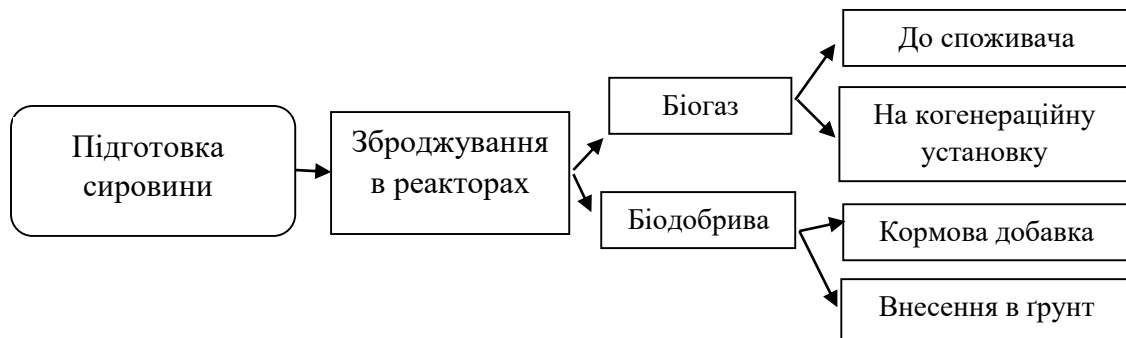 Підготовка
сировини
Зброджування
в реакторах
Біогаз
Біодобрива
До споживача
На когенераційну
установку
Кормова добавка
Внесення в ґрунт